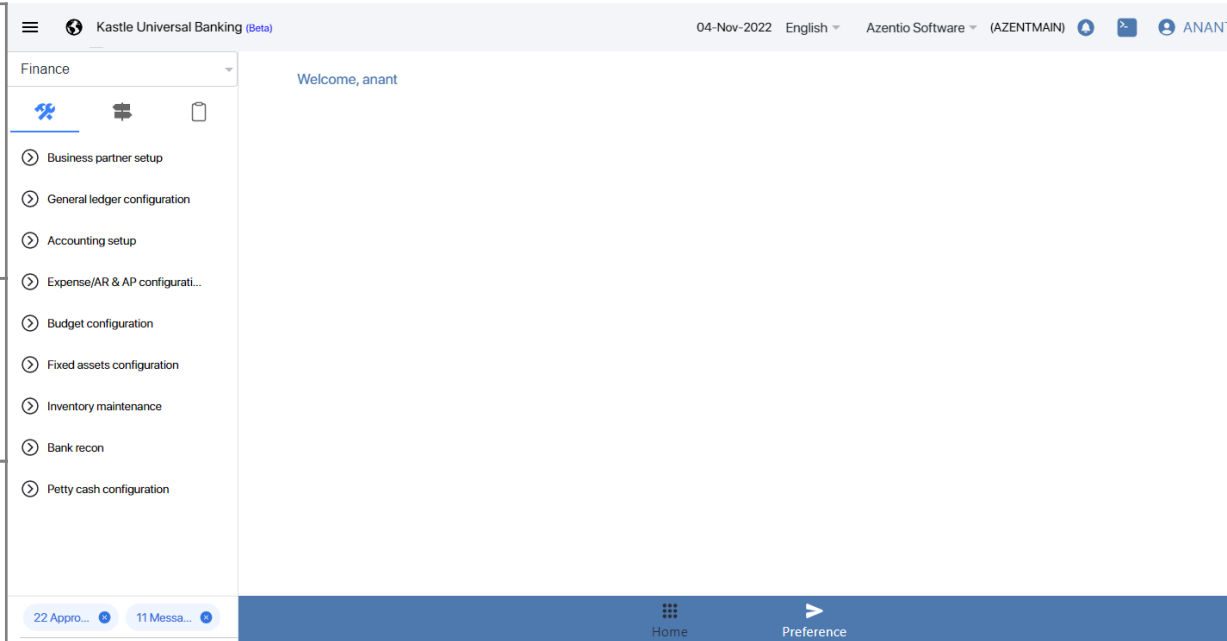 Kastle Universal Banking (Beta)
04-Nov-2022 English Azentio Software (AZENTMAIN) ANANT
Finance
Welcome, anant
Business partner setup
General ledger configuration
Accounting setup
Expense/AR & AP configurati...
Budget configuration
Fixed assets configuration
Inventory maintenance
Bank recon
Petty cash configuration
22 Appro... 11 Messa...
Home Preference